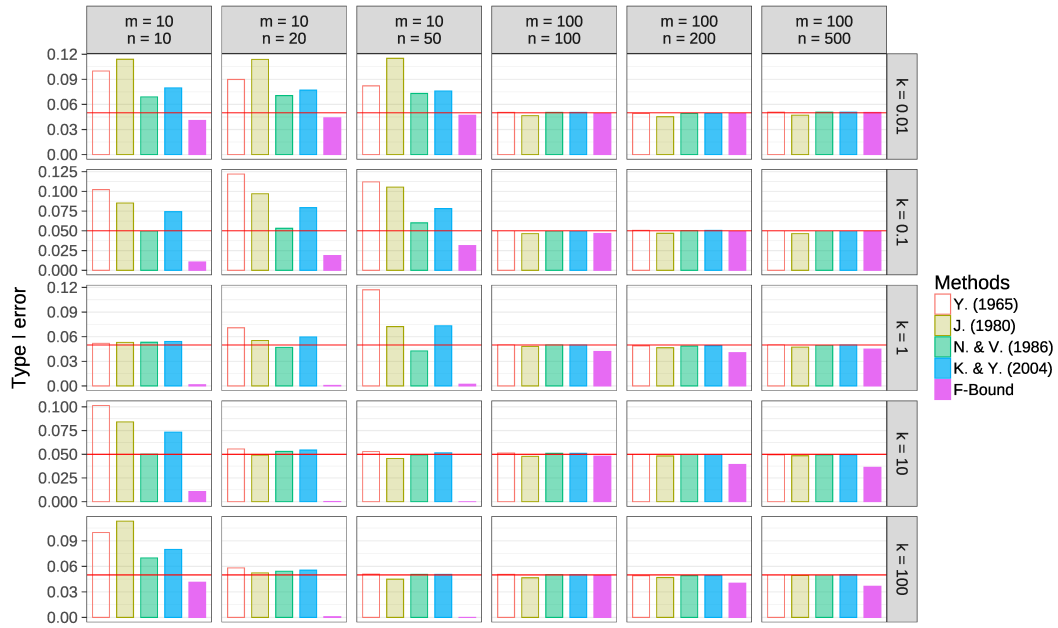 m = 10 m = 10 m = 10 m = 100 m = 100 m = 100
n = 10 n = 20 n = 50 n = 100 n = 200 n = 500
0.12
0.09
0.06
0.03
0.00
k = 0.01
0.125
0.100
0.075
0.050
0.025
0.000
k = 0.1
0.12
0.09
0.06
0.03
0.00
k = 1
0.100
0.075
0.050
0.025
0.000
k = 10
0.09
0.06
0.03
0.00
k = 100
Type I error
Methods
Y. (1965)
J. (1980)
N. & V. (1986)
K. & Y. (2004)
F-Bound